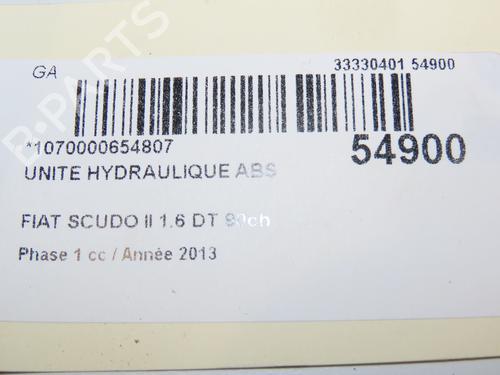 GA
33330401 54900
*1070000654807
54900
UNITE HYDRAULIQUE ABS
FIAT SCUDO II 1.6 DT 90ch
Phase 1 cc / Année 2013
B-PARTS